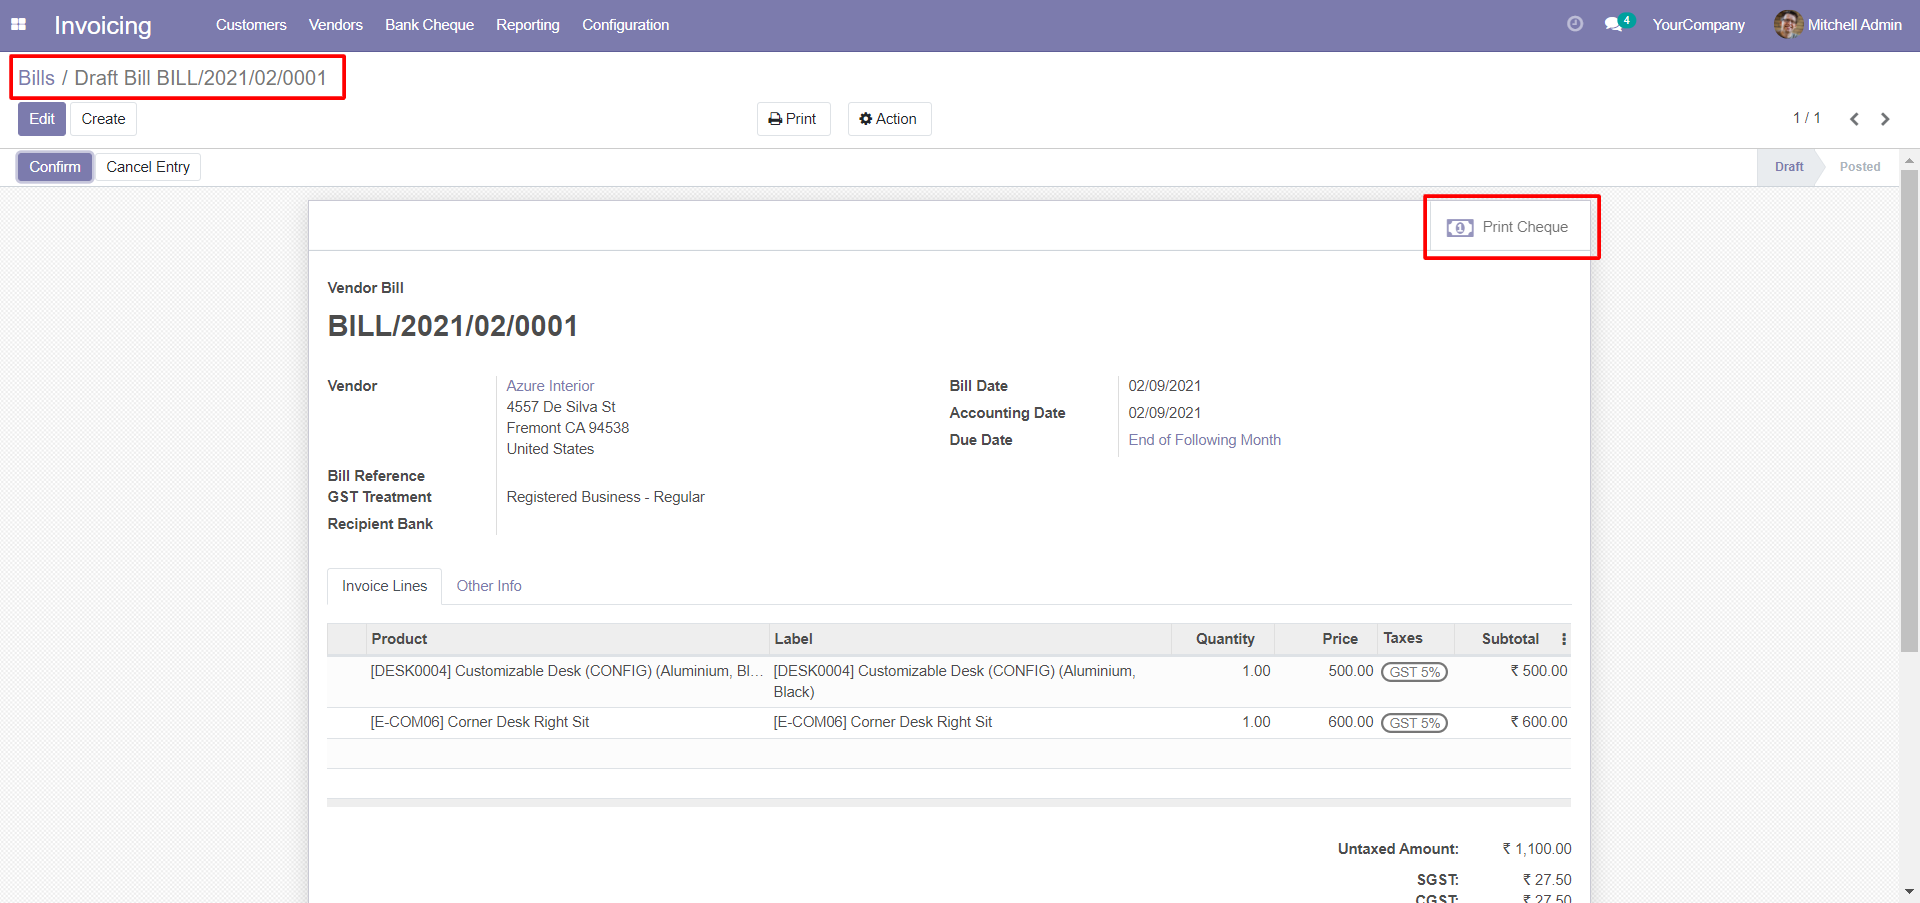 Invoicing Customers Vendors Bank Cheque Reporting Configuration 4 YourCompany Mitchell Admin
Bills / Draft Bill BILL/2021/02/0001
Edit Create Print Action 1 / 1
Confirm Cancel Entry Draft Posted
Print Cheque
Vendor Bill
BILL/2021/02/0001
Vendor Azure Interior Bill Date 02/09/2021
4557 De Silva St Accounting Date 02/09/2021
Fremont CA 94538
United States Due Date End of Following Month
Bill Reference
GST Treatment Registered Business - Regular
Recipient Bank
Invoice Lines Other Info
Product Label Quantity Price Taxes Subtotal
[DESK0004] Customizable Desk (CONFIG) (Aluminium, Bl... [DESK0004] Customizable Desk (CONFIG) (Aluminium, 1.00 500.00 GST 5% ₹ 500.00
Black)
[E-COM06] Corner Desk Right Sit [E-COM06] Corner Desk Right Sit 1.00 600.00 GST 5% ₹ 600.00
Untaxed Amount: ₹ 1,100.00
SGST: ₹ 27.50
CGST: ₹ 27.50